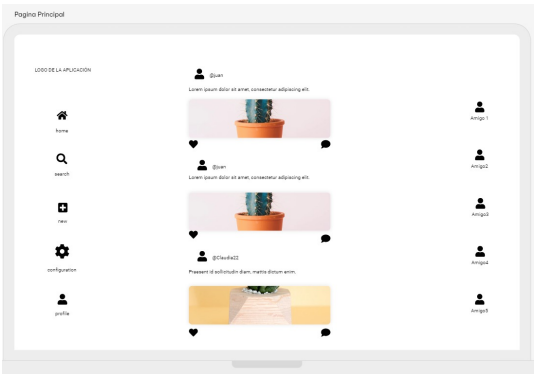 Pagina Principal
LOGO DE LA APLICACIÓN
home
search
new
configuration
profile
@juan
Lorem ipsum dolor sit amet, consectetur adipiscing elit.
@juan
Lorem ipsum dolor sit amet, consectetur adipiscing elit.
@Claudia22
Praesent id sollicitudin diam, mattis dictum enim.
Amigo 1
Amigo2
Amigo3
Amigo4
Amigo5